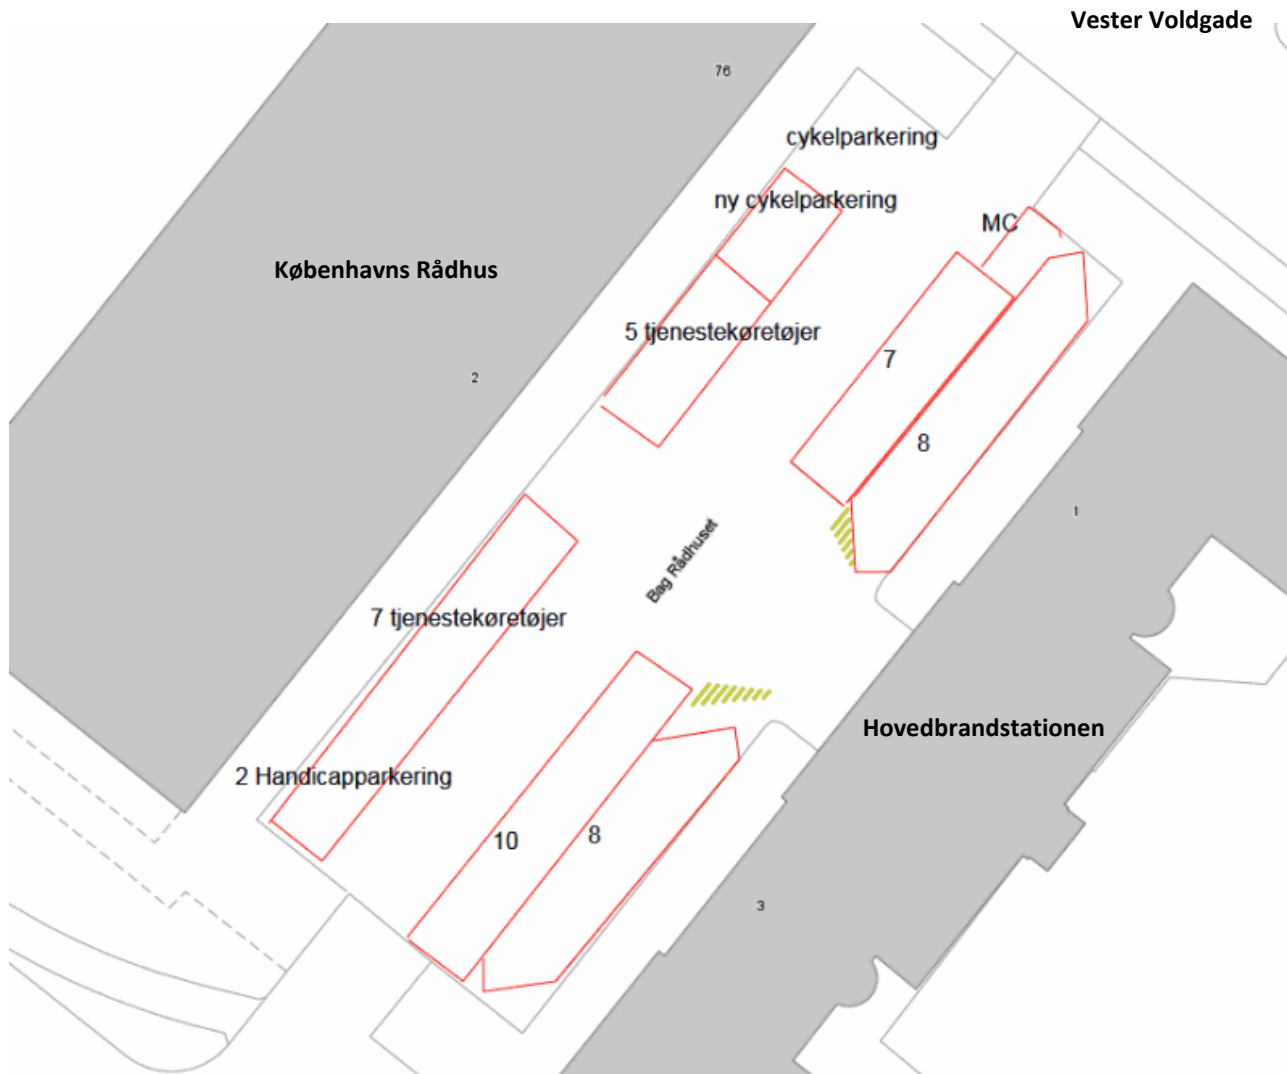 Vester Voldgade
76
cykelparkering
ny cykelparkering
MC
Københavns Rådhus
5 tjenestekøretøjer
7
2
8
1
Bag Rådhuset
7 tjenestekøretøjer
Hovedbrandstationen
2 Handicapparkering
10
8
3